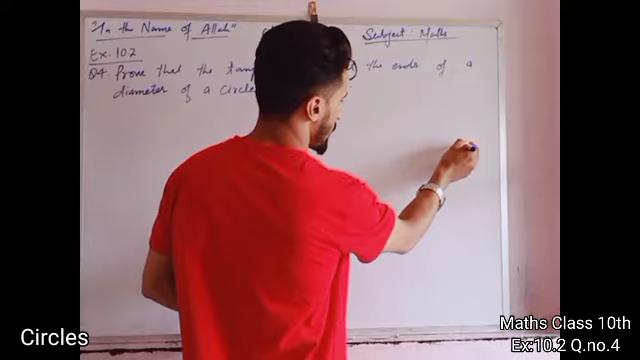 "In the Name of Allah" Subject: Maths
Ex. 10.2
Q4. Prove that the tan the ends of a
diameter of a Circle
Circles
Maths Class 10th
Ex:10.2 Q.no.4